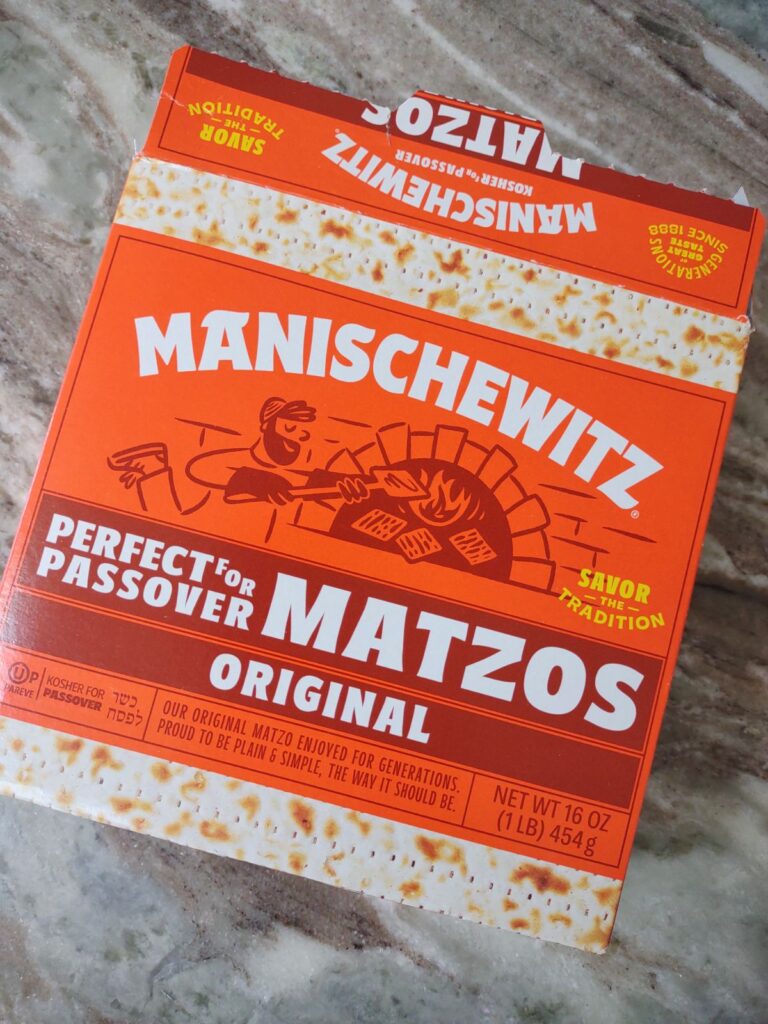 MATZOS
KOSHER FOR PASSOVER
MANISCHEWITZ®
SAVOR
THE
TRADITION
GENERATIONS
OF
GREAT
TASTE
SINCE 1888
MANISCHEWITZ
®
SAVOR
THE
TRADITION
PERFECT FOR
PASSOVER
MATZOS
ORIGINAL
U P
PAREVE
KOSHER FOR
PASSOVER
כשר
לפסח
OUR ORIGINAL MATZO ENJOYED FOR GENERATIONS.
PROUD TO BE PLAIN & SIMPLE, THE WAY IT SHOULD BE.
NET WT 16 OZ
(1 LB) 454g